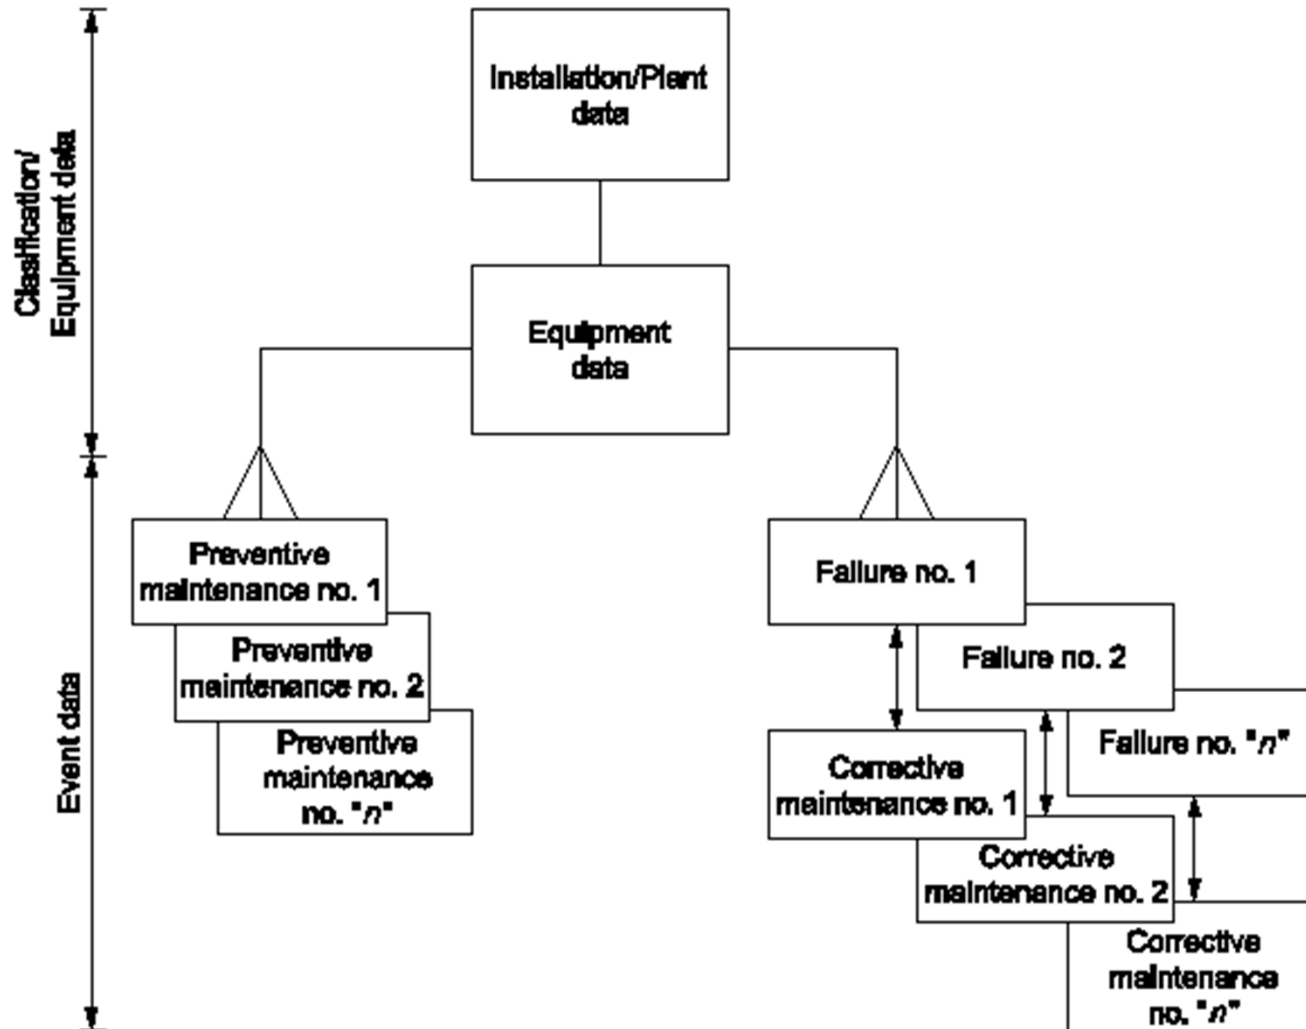 Installation/Plant
data
Clasification/
Equipment data
Equipment
data
Event data
Preventive
maintenance no. 1
Preventive
maintenance no. 2
Preventive
maintenance
no. "n"
Failure no. 1
Failure no. 2
Failure no. "n"
Corrective
maintenance no. 1
Corrective
maintenance no. 2
Corrective
maintenance
no. "n"